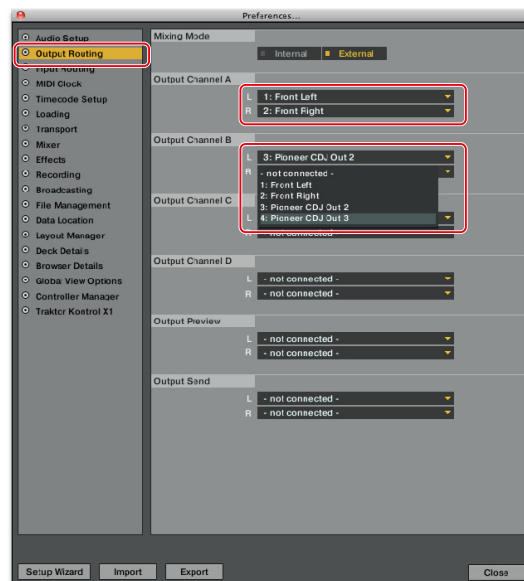 Preferences...
Audio Setup
Output Routing
Input Routing
MIDI Clock
Timecode Setup
Loading
Transport
Mixer
Effects
Recording
Broadcasting
File Management
Data Location
Layout Manager
Deck Details
Browser Details
Global View Options
Controller Manager
Traktor Kontrol X1
Mixing Mode
Internal External
Output Channel A
L 1: Front Left
R 2: Front Right
Output Channel B
L 3: Pioneer CDJ Out 2
R - not connected -
1: Front Left
2: Front Right
3: Pioneer CDJ Out 2
4: Pioneer CDJ Out 3
Output Channel C
L
R - not connected -
Output Channel D
L - not connected -
R - not connected -
Output Preview
L - not connected -
R - not connected -
Output Send
L - not connected -
R - not connected -
Setup Wizard Import Export Close